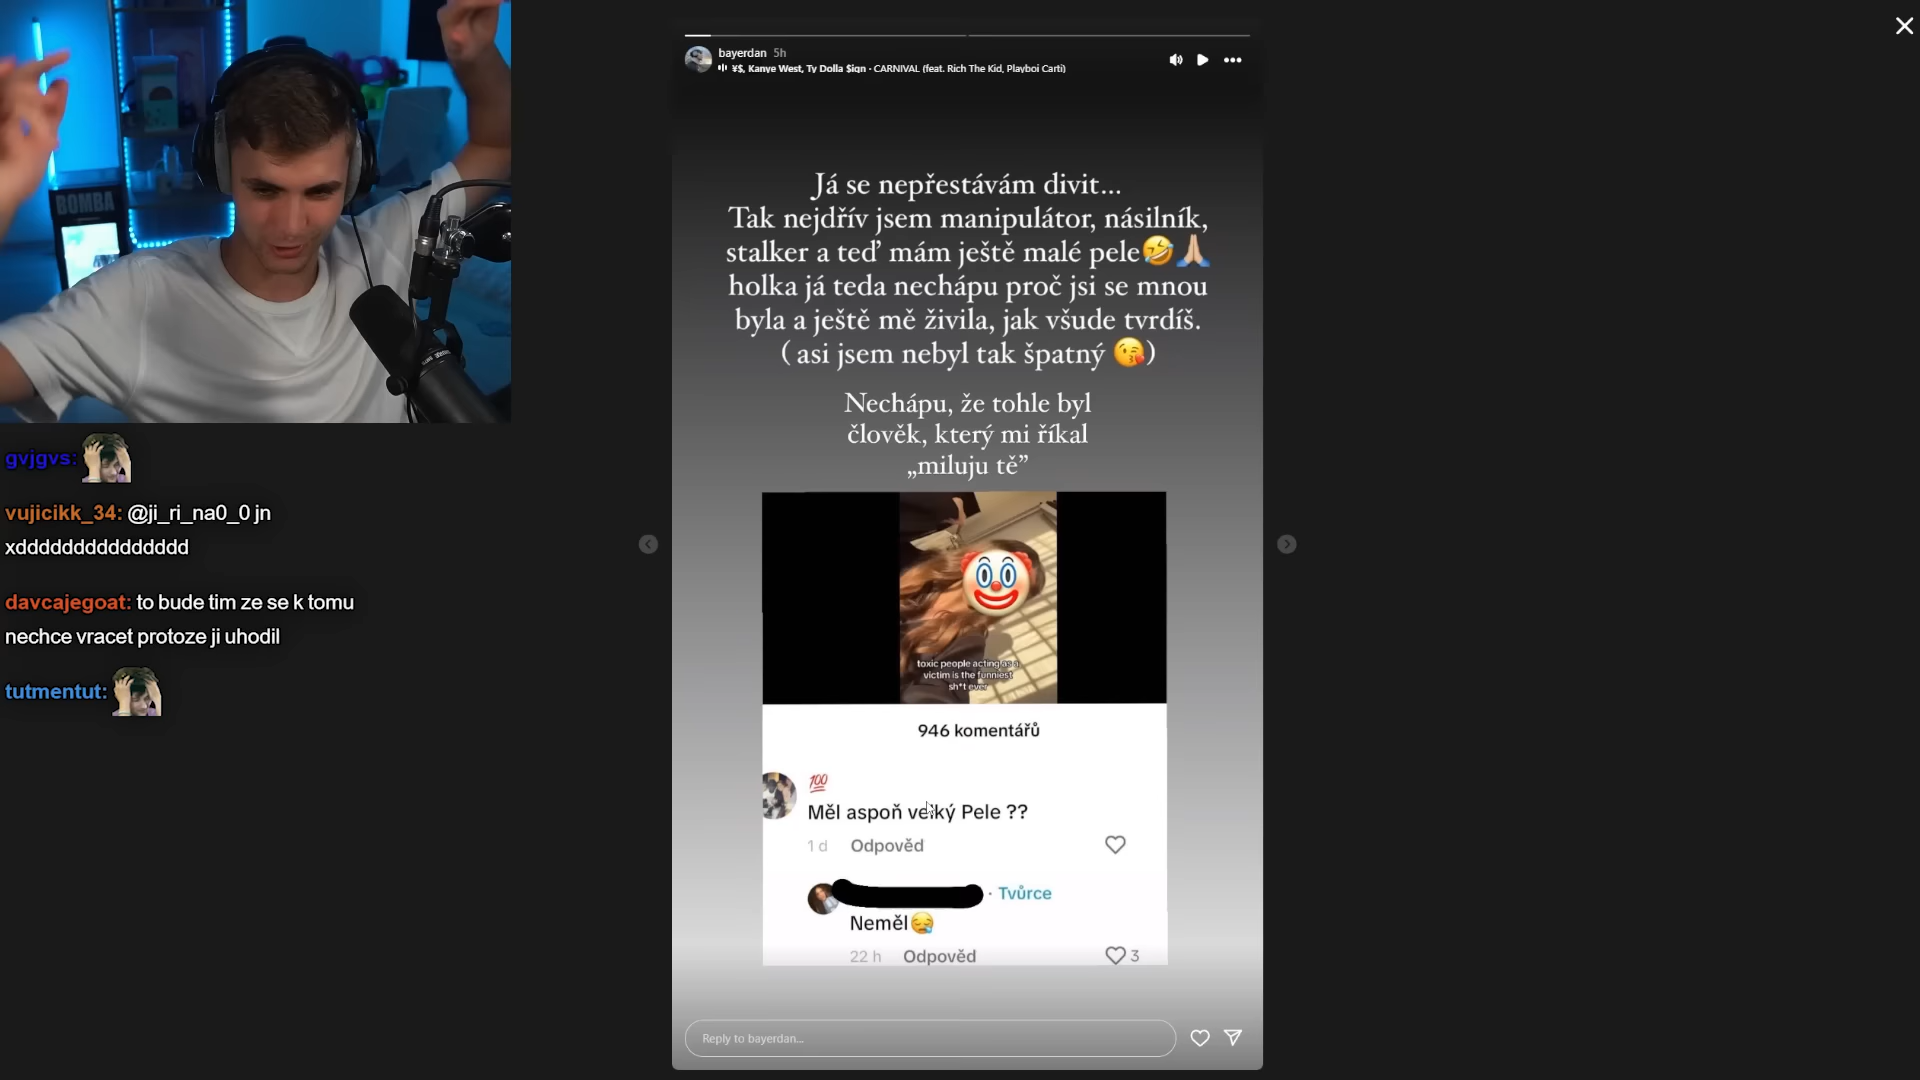 BOMBA
gvjgvs:
vujicikk_34: @ji_ri_na0_0 jn
xddddddddddddddd
davcajegoat: to bude tim ze se k tomu
nechce vracet protoze ji uhodil
tutmentut:
bayerdan 5h
¥$, Kanye West, Ty Dolla $ign · CARNIVAL (feat. Rich The Kid, Playboi Carti)
Já se nepřestávám divit...
Tak nejdřív jsem manipulátor, násilník,
stalker a teď mám ještě malé pele🤣🙏🏼
holka já teda nechápu proč jsi se mnou
byla a ještě mě živila, jak všude tvrdíš.
( asi jsem nebyl tak špatný 😘)
Nechápu, že tohle byl
člověk, který mi říkal
„miluju tě”
toxic people acting as a
victim is the funniest
sh*t ever
946 komentářů
💯
Měl aspoň velký Pele ??
1 d Odpověd
· Tvůrce
Neměl😪
22 h Odpověd 3
Reply to bayerdan...